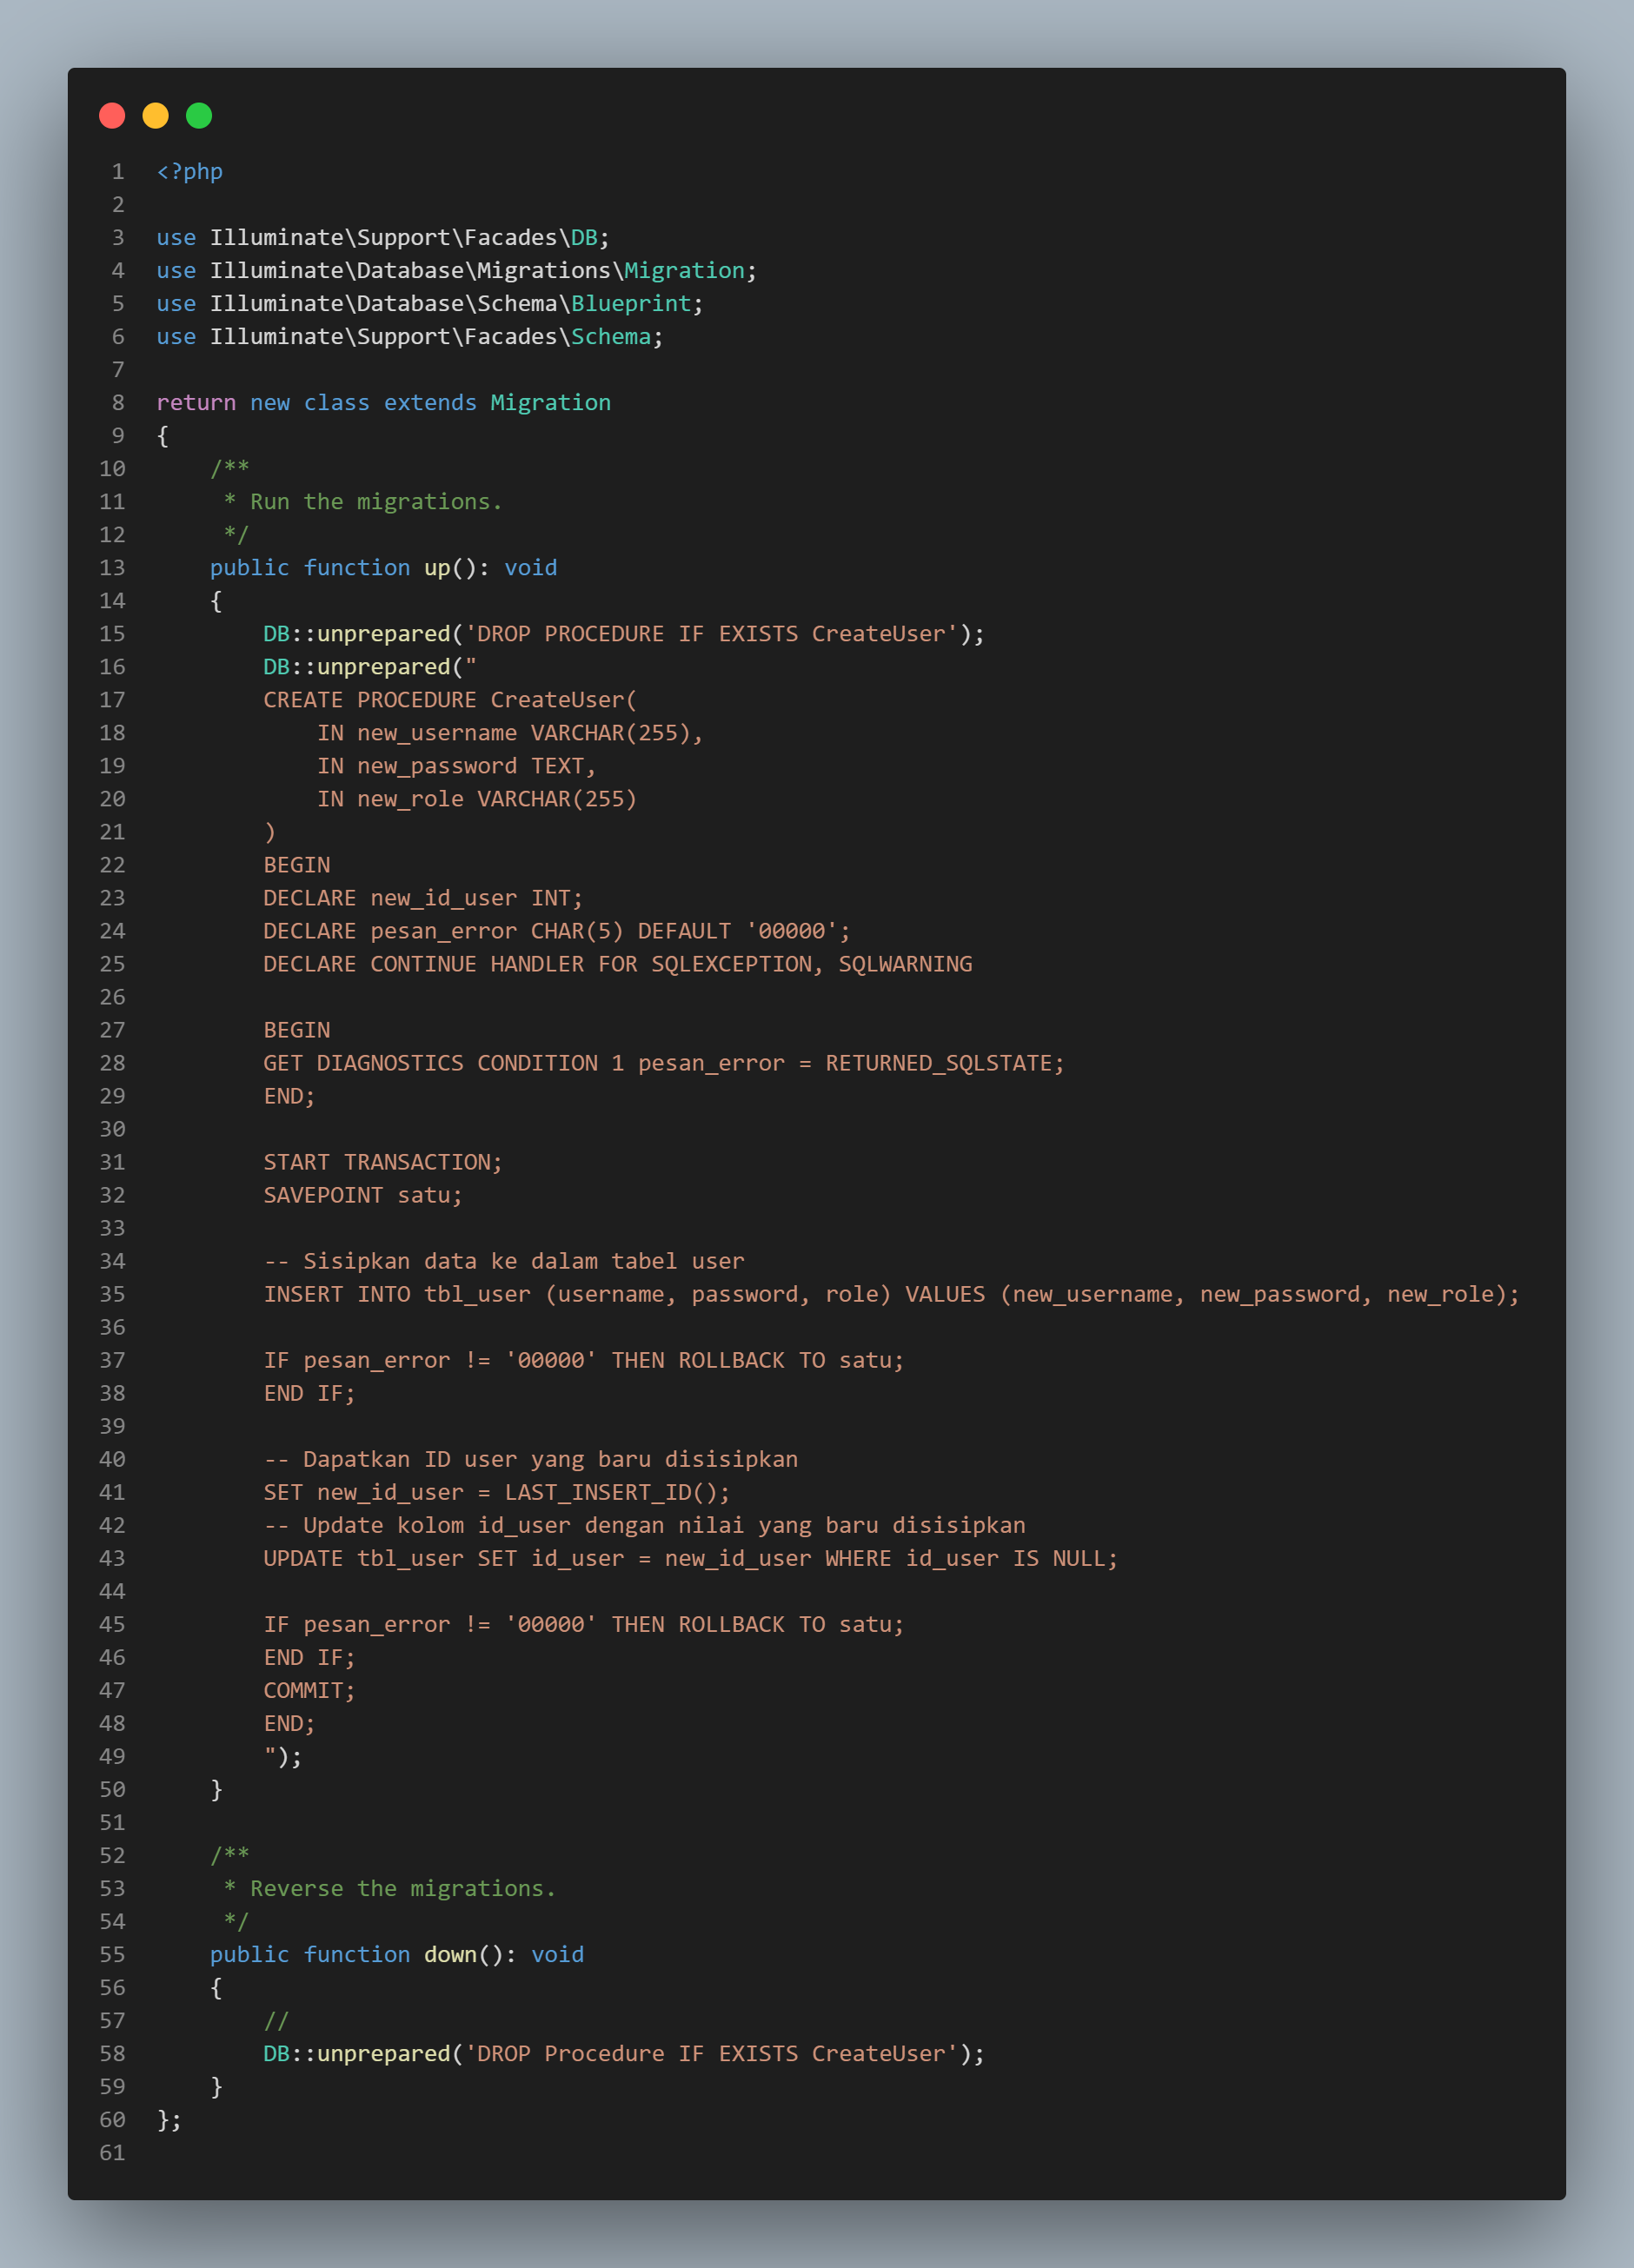 1 <?php
2
3 use Illuminate\Support\Facades\DB;
4 use Illuminate\Database\Migrations\Migration;
5 use Illuminate\Database\Schema\Blueprint;
6 use Illuminate\Support\Facades\Schema;
7
8 return new class extends Migration
9 {
10     /**
11      * Run the migrations.
12      */
13     public function up(): void
14     {
15         DB::unprepared('DROP PROCEDURE IF EXISTS CreateUser');
16         DB::unprepared("
17         CREATE PROCEDURE CreateUser(
18             IN new_username VARCHAR(255),
19             IN new_password TEXT,
20             IN new_role VARCHAR(255)
21         )
22         BEGIN
23         DECLARE new_id_user INT;
24         DECLARE pesan_error CHAR(5) DEFAULT '00000';
25         DECLARE CONTINUE HANDLER FOR SQLEXCEPTION, SQLWARNING
26
27         BEGIN
28         GET DIAGNOSTICS CONDITION 1 pesan_error = RETURNED_SQLSTATE;
29         END;
30
31         START TRANSACTION;
32         SAVEPOINT satu;
33
34         -- Sisipkan data ke dalam tabel user
35         INSERT INTO tbl_user (username, password, role) VALUES (new_username, new_password, new_role);
36
37         IF pesan_error != '00000' THEN ROLLBACK TO satu;
38         END IF;
39
40         -- Dapatkan ID user yang baru disisipkan
41         SET new_id_user = LAST_INSERT_ID();
42         -- Update kolom id_user dengan nilai yang baru disisipkan
43         UPDATE tbl_user SET id_user = new_id_user WHERE id_user IS NULL;
44
45         IF pesan_error != '00000' THEN ROLLBACK TO satu;
46         END IF;
47         COMMIT;
48         END;
49         ");
50     }
51
52     /**
53      * Reverse the migrations.
54      */
55     public function down(): void
56     {
57         //
58         DB::unprepared('DROP Procedure IF EXISTS CreateUser');
59     }
60 };
61